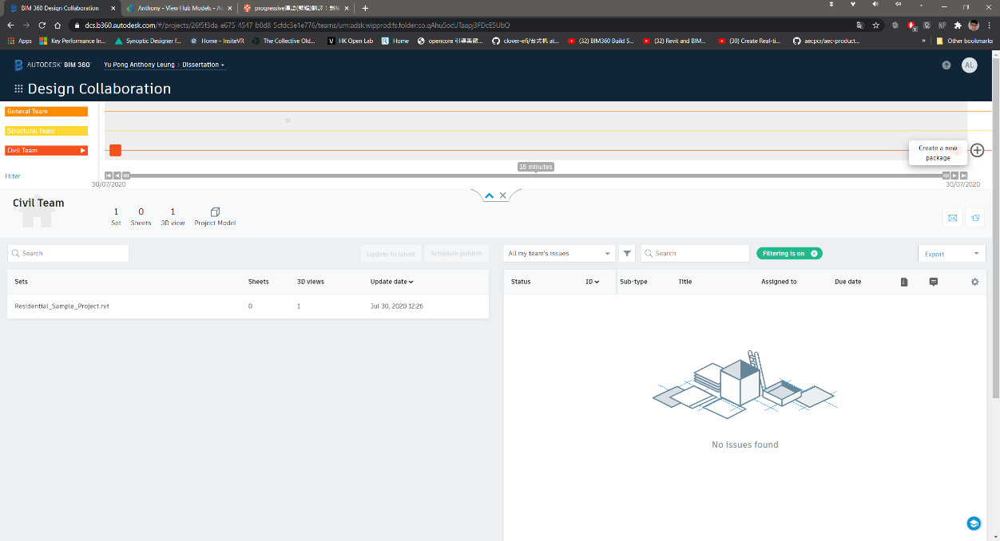 BIM 360 Design Collaboration
Anthony - View Hub Models - Au
dcs.b360.autodesk.com/#/projects/26f5f3da-e675-4547-b0d8-5cfdc3e1e776/teams/urn:adsk.wipprod:fs.folder:co.qAhu5ocUTaapj3FDcE5UbQ
Apps
Key Performance In...
Synoptic Designer f...
Home - InsiteVR
The Collective Old...
HK Open Lab
Home
clover-efi/台式机 at...
(32) BIM360 Build S...
(32) Revit and BIM...
(30) Create Real-ti...
aecpcr/aec-product...
»
Other bookmarks
AUTODESK® BIM 360™
Yu Pong Anthony Leung > Dissertation
AL
Design Collaboration
General Team
Structural Team
Civil Team
Create a new
package
Filter
18 minutes
30/07/2020
30/07/2020
Civil Team
1
0
1
Set
Sheets
3D view
Project Model
Search
Update to latest
Schedule publish
All my team's issues
Search
Filtering is on
Export
Sets
Sheets
3D views
Update date
Status
ID
Sub-type
Title
Assigned to
Due date
Residential_Sample_Project.rvt
0
1
Jul 30, 2020 12:26
No issues found